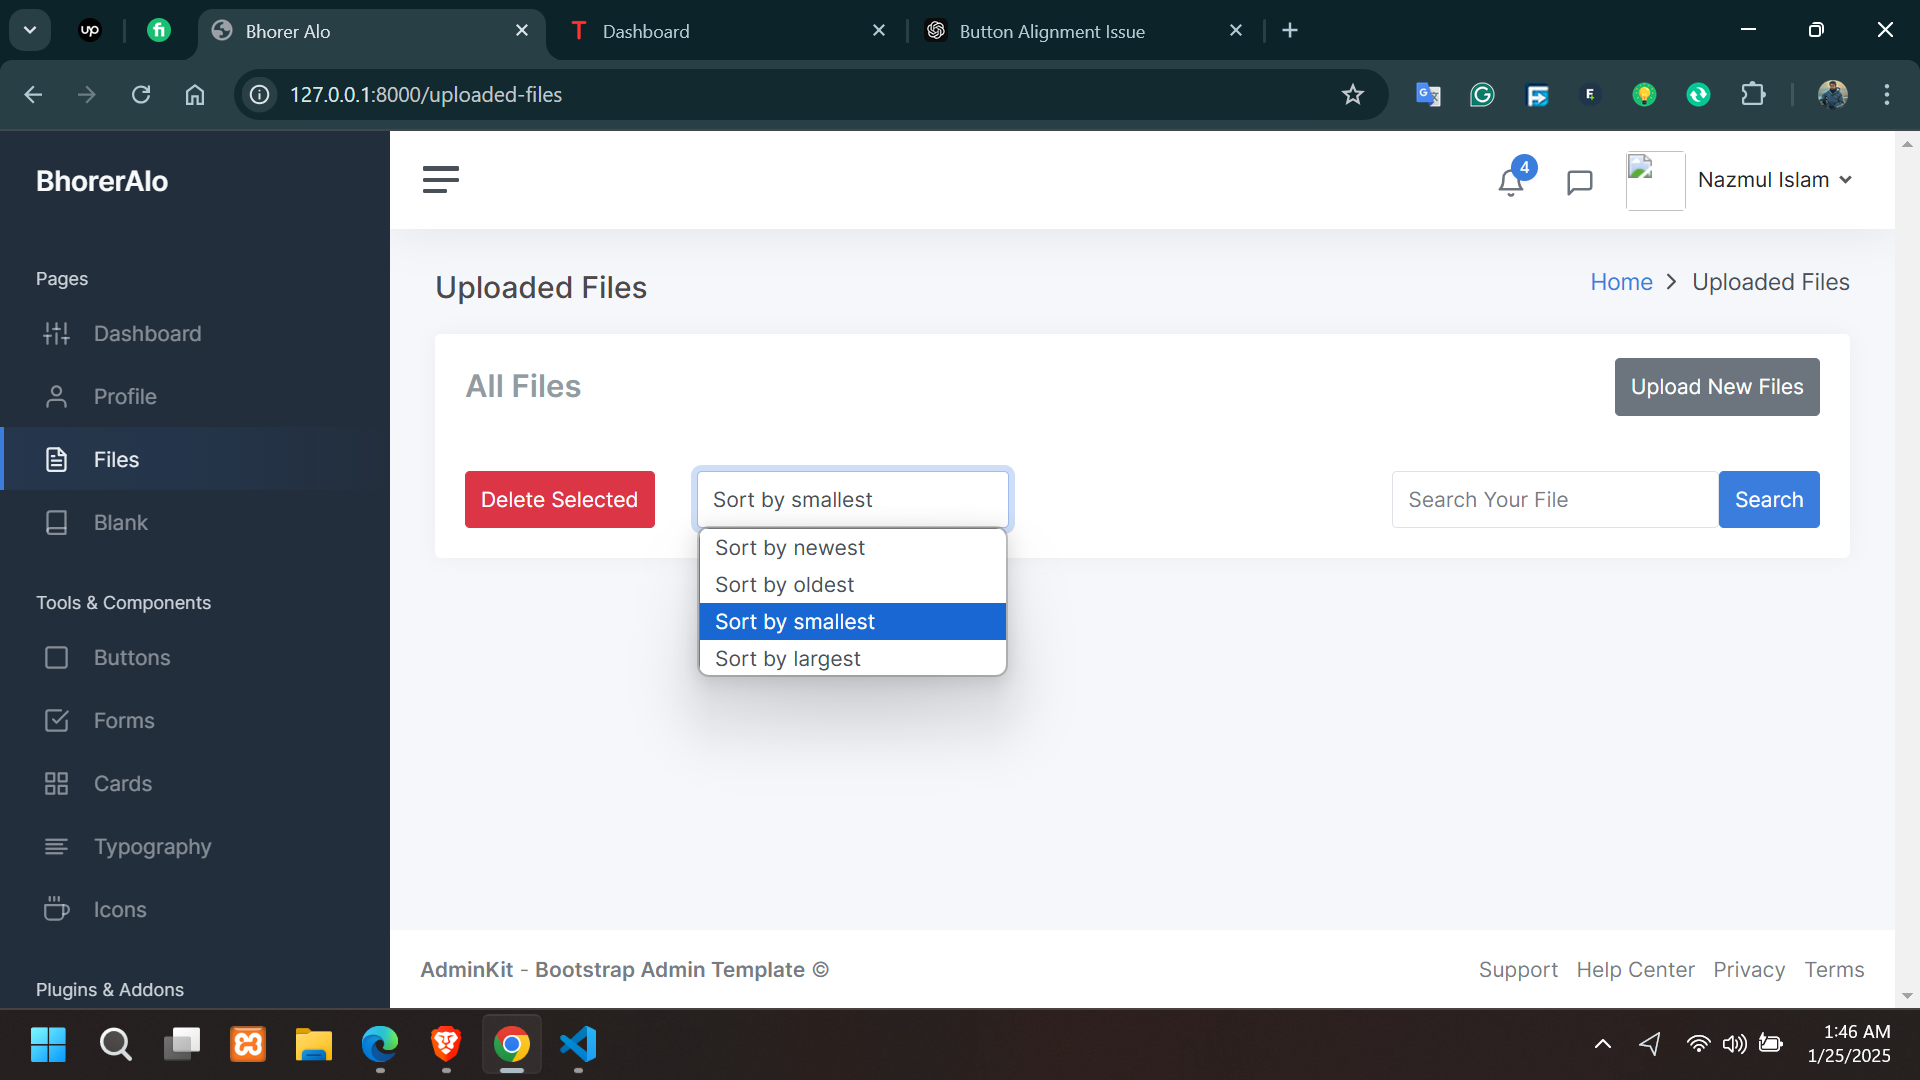 up
fi
Bhorer Alo
T
Dashboard
Button Alignment Issue
127.0.0.1:8000/uploaded-files
BhorerAlo
4
Nazmul Islam
Pages
Dashboard
Profile
Files
Blank
Tools & Components
Buttons
Forms
Cards
Typography
Icons
Plugins & Addons
Uploaded Files
Home > Uploaded Files
All Files
Upload New Files
Delete Selected
Sort by smallest
Search Your File
Search
Sort by newest
Sort by oldest
Sort by smallest
Sort by largest
AdminKit - Bootstrap Admin Template ©
Support Help Center Privacy Terms
1:46 AM
1/25/2025